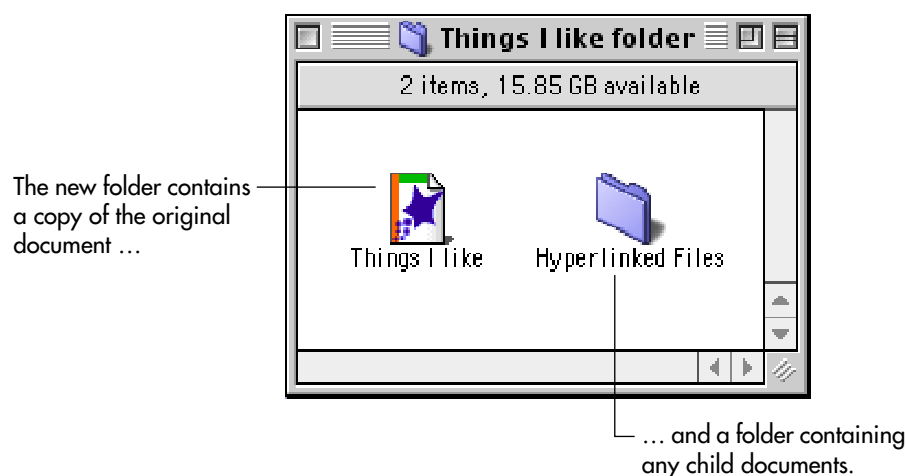 Things I like folder
2 items, 15.85 GB available
The new folder contains
a copy of the original
document …
Things I like
Hyperlinked Files
… and a folder containing
any child documents.